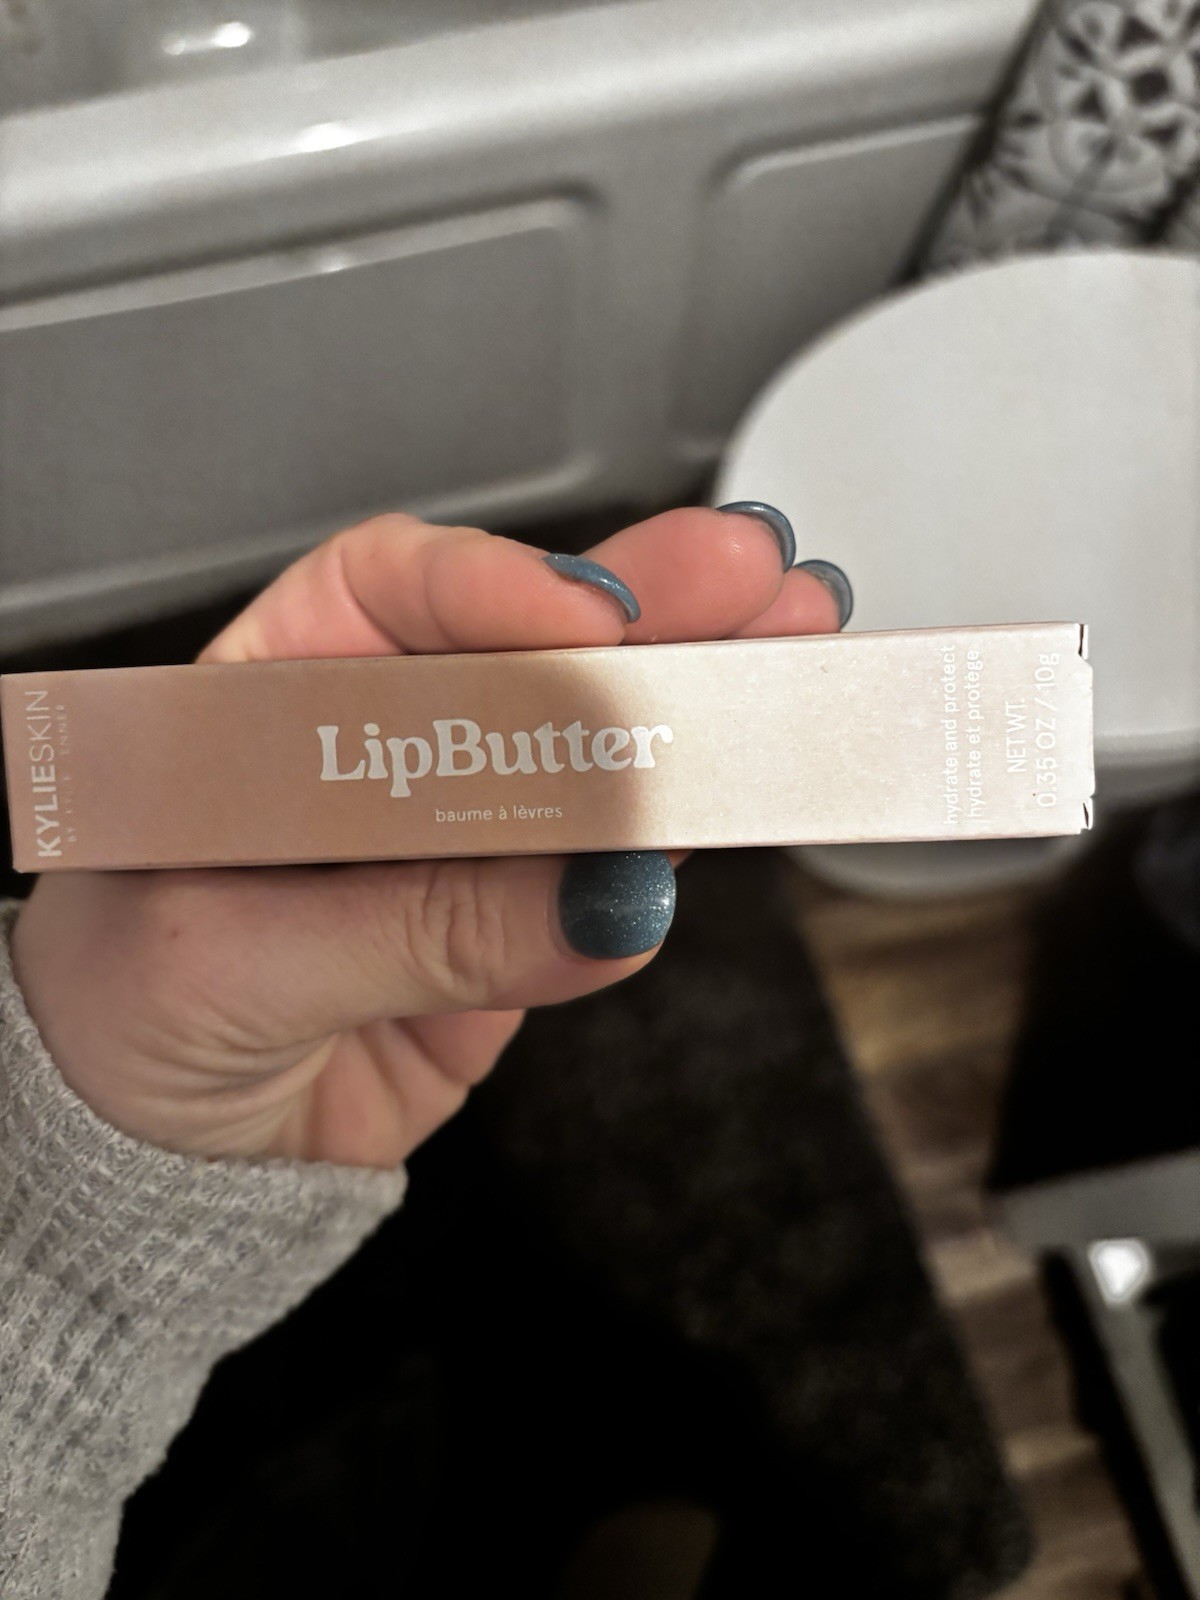 KYLIESKIN
LipButter
baume à lèvres
hydrate and protect
hydrate et protège
NET WT.
0.35 OZ / 10g